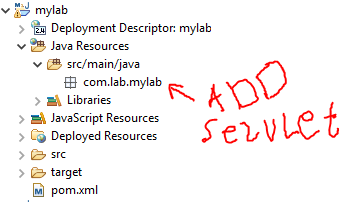 mylab
Deployment Descriptor: mylab
Java Resources
src/main/java
com.lab.mylab
ADD
Servlet
Libraries
JavaScript Resources
Deployed Resources
src
target
pom.xml